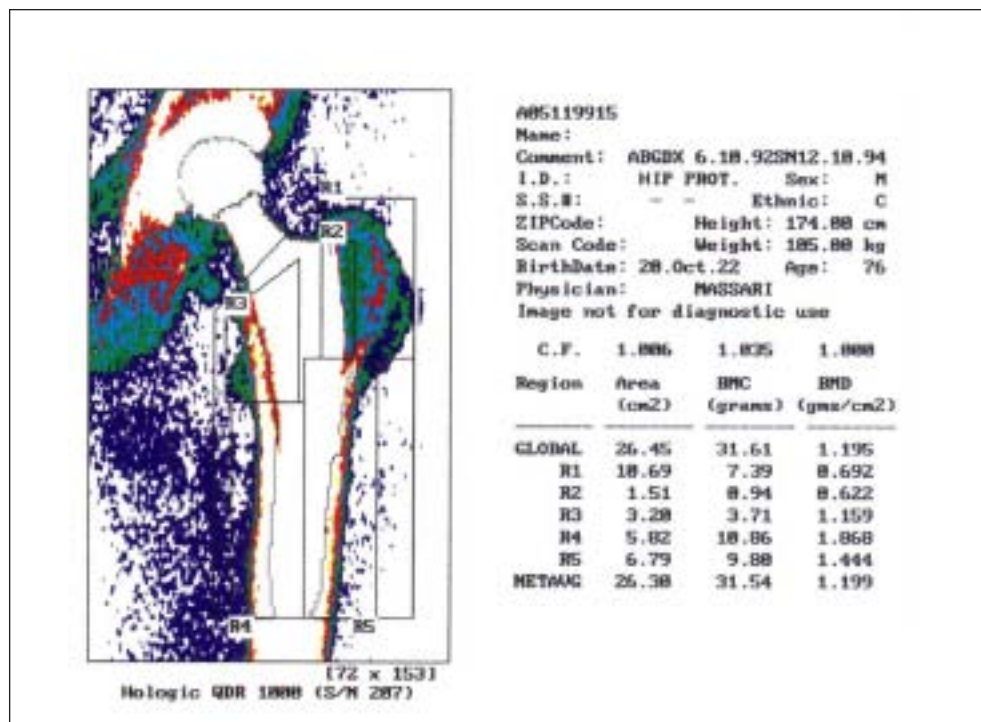 R1
R2
R3
R4 R5
[72 x 153]
Hologic QDR 1000 (S/N 207)
A05119915
Name:
Comment: 6.10.92SN12.10.94
I.D.: HIP PROT. Sex: M
S.S.#: - - Ethnic: C
ZIPCode: Height: 174.00 cm
Scan Code: Weight: 105.00 kg
BirthDate: 20.Oct.22 Age: 76
Physician: MASSARI
Image not for diagnostic use
C.F. 1.006 1.035 1.000
Region Area BMC BMD
(cm2) (grams) (gms/cm2)
GLOBAL 26.45 31.61 1.195
R1 10.69 7.39 0.692
R2 1.51 0.94 0.622
R3 3.20 3.71 1.159
R4 5.82 10.86 1.868
R5 6.79 9.80 1.444
NETAVG 26.30 31.54 1.199